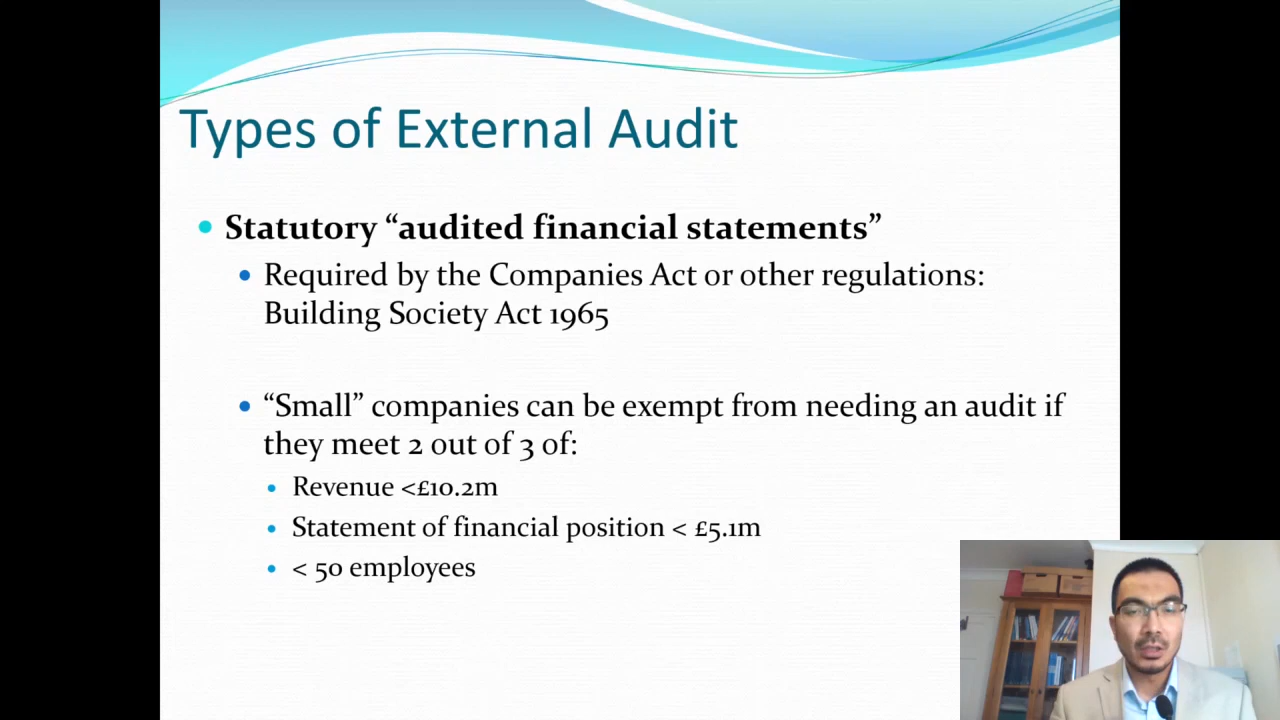 Types of External Audit
• Statutory “audited financial statements”
• Required by the Companies Act or other regulations:
Building Society Act 1965
• “Small” companies can be exempt from needing an audit if
they meet 2 out of 3 of:
• Revenue <£10.2m
• Statement of financial position < £5.1m
• < 50 employees